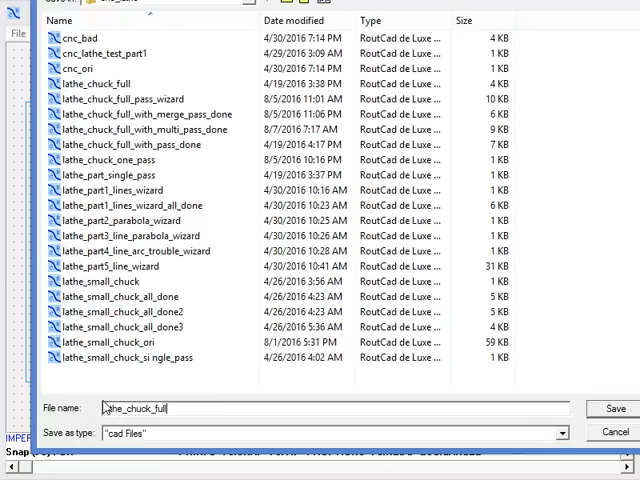 Name Date modified Type Size
cnc_bad 4/30/2016 7:14 PM RoutCad de Luxe ... 4 KB
cnc_lathe_test_part1 4/29/2016 3:09 AM RoutCad de Luxe ... 1 KB
cnc_ori 4/30/2016 7:14 PM RoutCad de Luxe ... 1 KB
lathe_chuck_full 4/19/2016 3:38 PM RoutCad de Luxe ... 4 KB
lathe_chuck_full_pass_wizard 8/5/2016 11:01 AM RoutCad de Luxe ... 10 KB
lathe_chuck_full_with_merge_pass_done 8/5/2016 11:06 PM RoutCad de Luxe ... 6 KB
lathe_chuck_full_with_multi_pass_done 8/7/2016 7:17 AM RoutCad de Luxe ... 9 KB
lathe_chuck_full_with_pass_done 4/19/2016 4:17 PM RoutCad de Luxe ... 7 KB
lathe_chuck_one_pass 8/5/2016 10:16 PM RoutCad de Luxe ... 1 KB
lathe_part_single_pass 4/19/2016 3:37 PM RoutCad de Luxe ... 1 KB
lathe_part1_lines_wizard 4/30/2016 10:16 AM RoutCad de Luxe ... 1 KB
lathe_part1_lines_wizard_all_done 4/30/2016 10:23 AM RoutCad de Luxe ... 6 KB
lathe_part2_parabola_wizard 4/30/2016 10:25 AM RoutCad de Luxe ... 1 KB
lathe_part3_line_parabola_wizard 4/30/2016 10:26 AM RoutCad de Luxe ... 1 KB
lathe_part4_line_arc_trouble_wizard 4/30/2016 10:28 AM RoutCad de Luxe ... 1 KB
lathe_part5_line_wizard 4/30/2016 10:41 AM RoutCad de Luxe ... 31 KB
lathe_small_chuck 4/26/2016 3:56 AM RoutCad de Luxe ... 1 KB
lathe_small_chuck_all_done 4/26/2016 4:23 AM RoutCad de Luxe ... 5 KB
lathe_small_chuck_all_done2 4/26/2016 4:23 AM RoutCad de Luxe ... 5 KB
lathe_small_chuck_all_done3 4/26/2016 5:36 AM RoutCad de Luxe ... 4 KB
lathe_small_chuck_ori 8/1/2016 5:31 PM RoutCad de Luxe ... 59 KB
lathe_small_chuck_si ngle_pass 4/26/2016 4:02 AM RoutCad de Luxe ... 1 KB
File
File name: lathe_chuck_full Save
Save as type: "cad Files" Cancel
IMPER